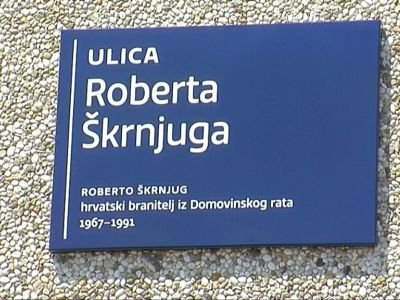 ULICA
Roberta
Škrnjuga
ROBERTO ŠKRNJUG
hrvatski branitelj iz Domovinskog rata
1967–1991